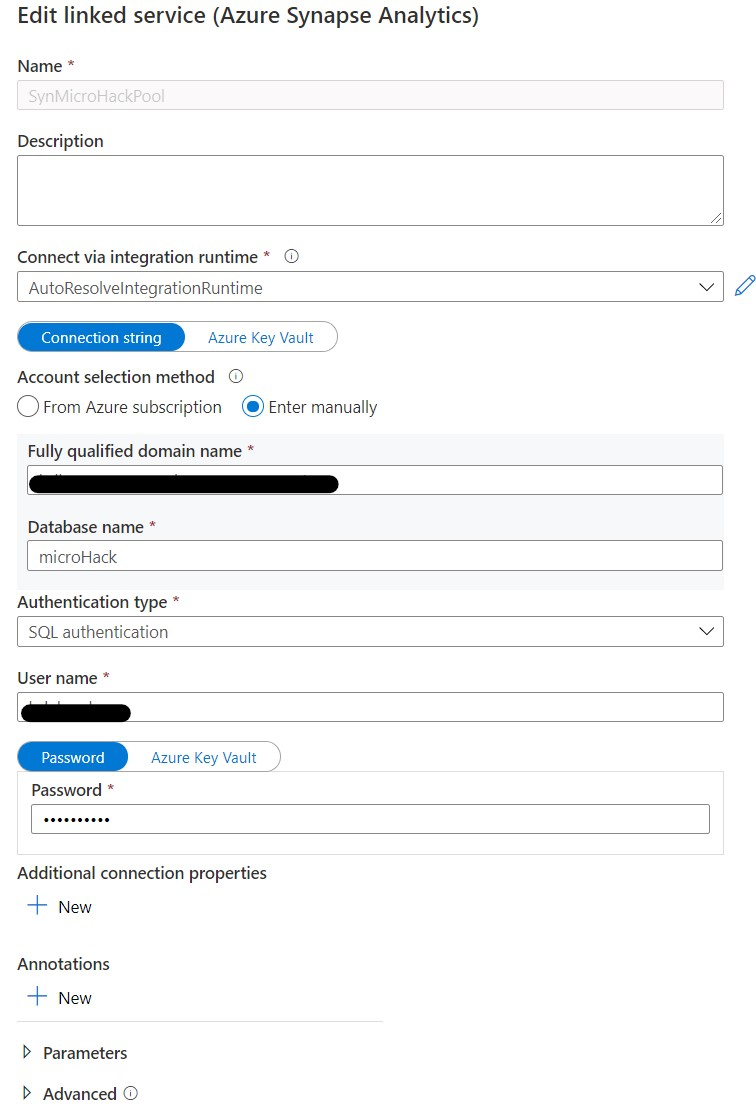 Edit linked service (Azure Synapse Analytics)
Name *
SynMicroHackPool
Description
Connect via integration runtime *
AutoResolveIntegrationRuntime
Connection string Azure Key Vault
Account selection method
From Azure subscription Enter manually
Fully qualified domain name *
Database name *
microHack
Authentication type *
SQL authentication
User name *
Password Azure Key Vault
Password *
••••••••••
Additional connection properties
New
Annotations
New
Parameters
Advanced